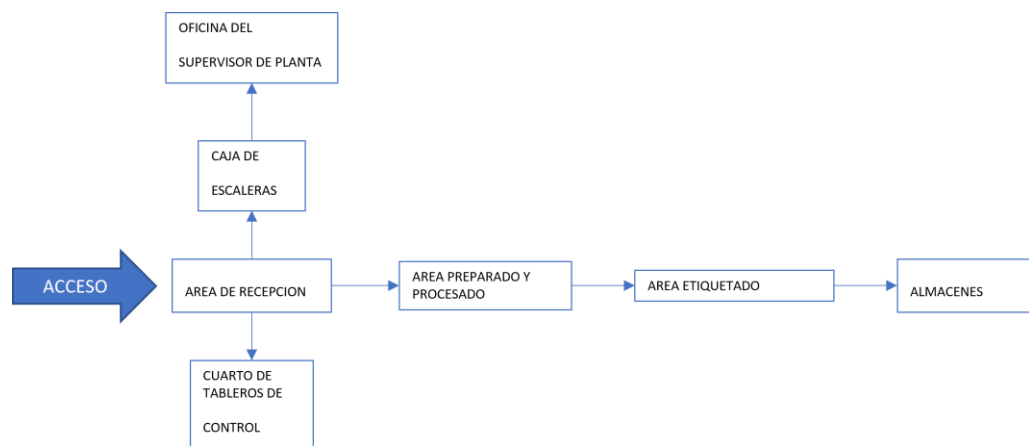 OFICINA DEL
SUPERVISOR DE PLANTA
CAJA DE
ESCALERAS
ACCESO
AREA DE RECEPCION
AREA PREPARADO Y
PROCESADO
AREA ETIQUETADO
ALMACENES
CUARTO DE
TABLEROS DE
CONTROL